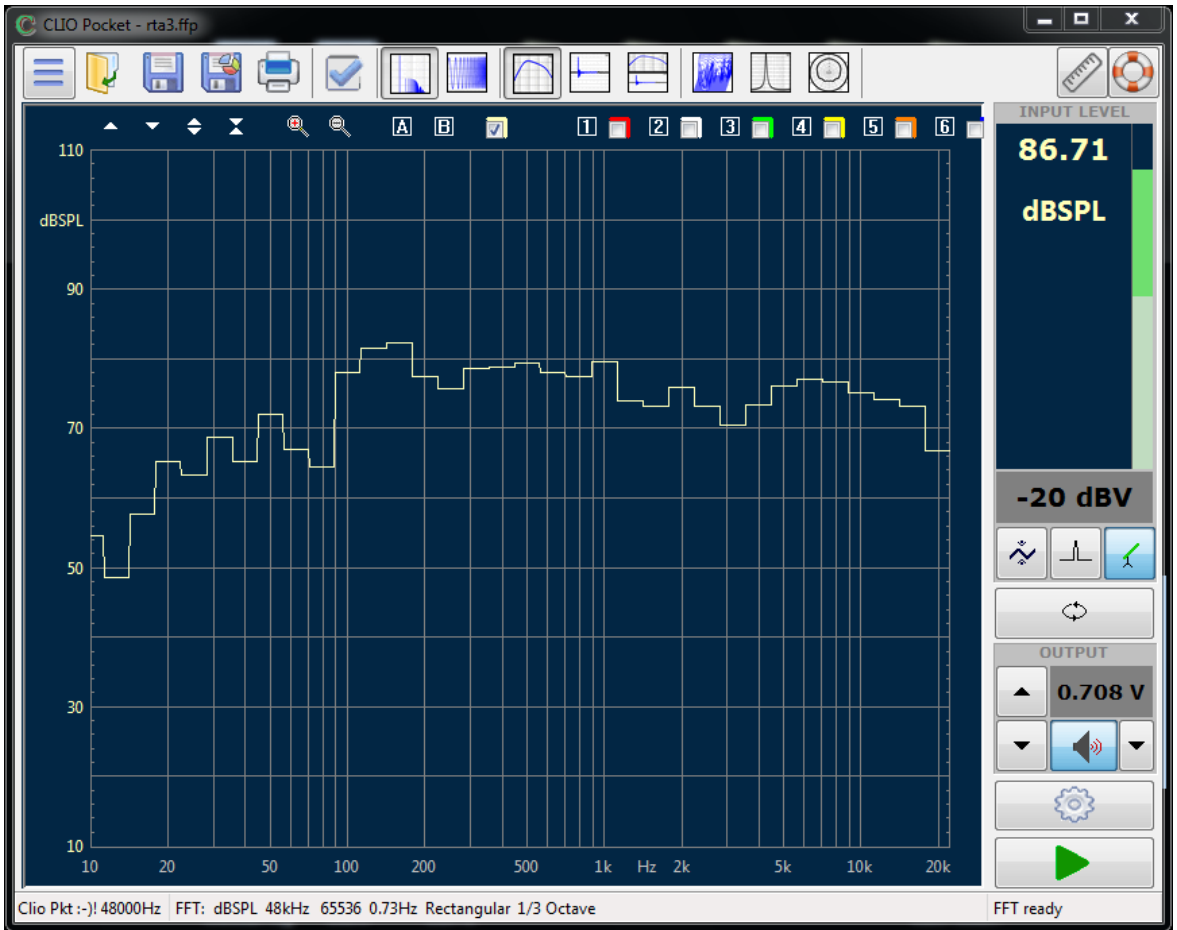 CLIO Pocket - rta3.ffp
INPUT LEVEL
A B 1 2 3 4 5 6
86.71
dBSPL
110
dBSPL
90
70
50
30
10
10 20 50 100 200 500 1k Hz 2k 5k 10k 20k
-20 dBV
OUTPUT
0.708 V
Clio Pkt :-)! 48000Hz FFT: dBSPL 48kHz 65536 0.73Hz Rectangular 1/3 Octave FFT ready